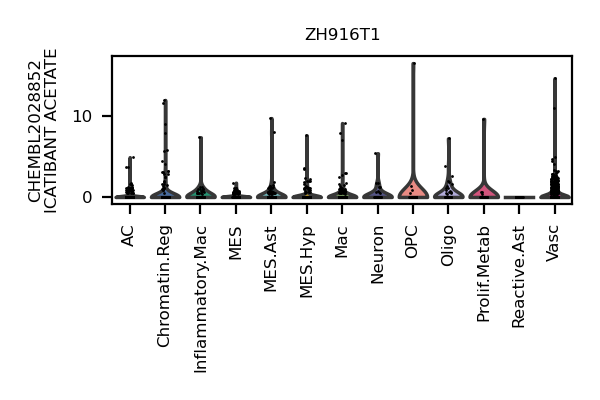 ZH916T1
CHEMBL2028852
ICATIBANT ACETATE
10
0
AC
Chromatin.Reg
Inflammatory.Mac
MES
MES.Ast
MES.Hyp
Mac
Neuron
OPC
Oligo
Prolif.Metab
Reactive.Ast
Vasc